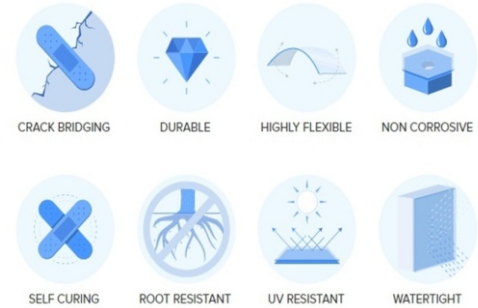 CRACK BRIDGING
DURABLE
HIGHLY FLEXIBLE
NON CORROSIVE
SELF CURING
ROOT RESISTANT
UV RESISTANT
WATERTIGHT